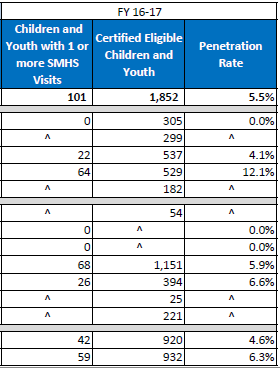 FY 16-17
Children and Youth with 1 or more SMHS Visits Certified Eligible Children and Youth Penetration Rate
101 1,852 5.5%
0 305 0.0%
^ 299 ^
22 537 4.1%
64 529 12.1%
^ 182 ^
^ 54 ^
0 ^ 0.0%
0 ^ 0.0%
68 1,151 5.9%
26 394 6.6%
^ 25 ^
^ 221 ^
42 920 4.6%
59 932 6.3%